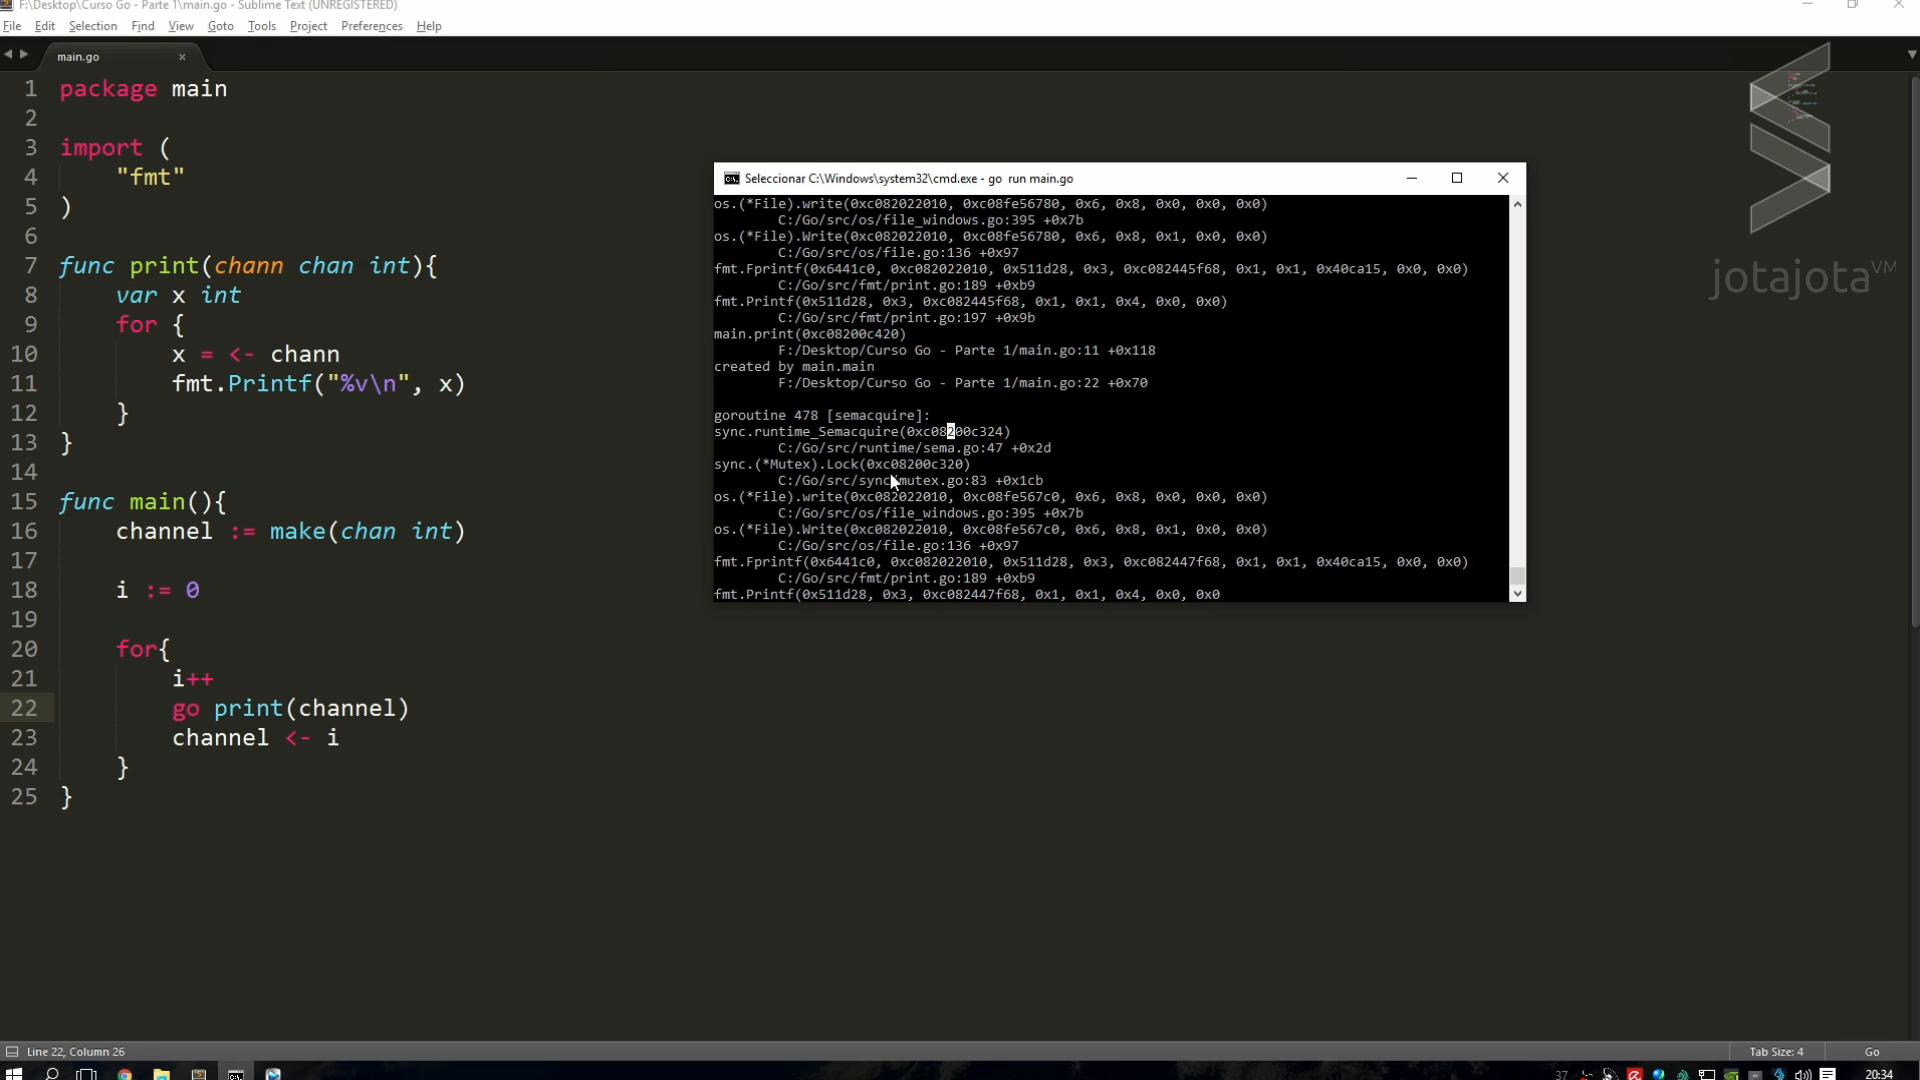 F:\Desktop\Curso Go - Parte 1\main.go - Sublime Text (UNREGISTERED)
File Edit Selection Find View Goto Tools Project Preferences Help
main.go
1 package main
2
3 import (
4 "fmt"
5 )
6
7 func print(chann chan int){
8 var x int
9 for {
10 x = <- chann
11 fmt.Printf("%v\n", x)
12 }
13 }
14
15 func main(){
16 channel := make(chan int)
17
18 i := 0
19
20 for{
21 i++
22 go print(channel)
23 channel <- i
24 }
25 }
jotajota VM
Seleccionar C:\Windows\system32\cmd.exe - go run main.go
os.(*File).write(0xc082022010, 0xc08fe56780, 0x6, 0x8, 0x0, 0x0, 0x0)
C:/Go/src/os/file_windows.go:395 +0x7b
os.(*File).Write(0xc082022010, 0xc08fe56780, 0x6, 0x8, 0x1, 0x0, 0x0)
C:/Go/src/os/file.go:136 +0x97
fmt.Fprintf(0x6441c0, 0xc082022010, 0x511d28, 0x3, 0xc082445f68, 0x1, 0x1, 0x40ca15, 0x0, 0x0)
C:/Go/src/fmt/print.go:189 +0xb9
fmt.Printf(0x511d28, 0x3, 0xc082445f68, 0x1, 0x1, 0x4, 0x0, 0x0)
C:/Go/src/fmt/print.go:197 +0x9b
main.print(0xc08200c420)
F:/Desktop/Curso Go - Parte 1/main.go:11 +0x118
created by main.main
F:/Desktop/Curso Go - Parte 1/main.go:22 +0x70
goroutine 478 [semacquire]:
sync.runtime_Semacquire(0xc08200c324)
C:/Go/src/runtime/sema.go:47 +0x2d
sync.(*Mutex).Lock(0xc08200c320)
C:/Go/src/sync/mutex.go:83 +0x1cb
os.(*File).write(0xc082022010, 0xc08fe567c0, 0x6, 0x8, 0x0, 0x0, 0x0)
C:/Go/src/os/file_windows.go:395 +0x7b
os.(*File).Write(0xc082022010, 0xc08fe567c0, 0x6, 0x8, 0x1, 0x0, 0x0)
C:/Go/src/os/file.go:136 +0x97
fmt.Fprintf(0x6441c0, 0xc082022010, 0x511d28, 0x3, 0xc082447f68, 0x1, 0x1, 0x40ca15, 0x0, 0x0)
C:/Go/src/fmt/print.go:189 +0xb9
fmt.Printf(0x511d28, 0x3, 0xc082447f68, 0x1, 0x1, 0x4, 0x0, 0x0
Line 22, Column 26
Tab Size: 4 Go
37 20:34